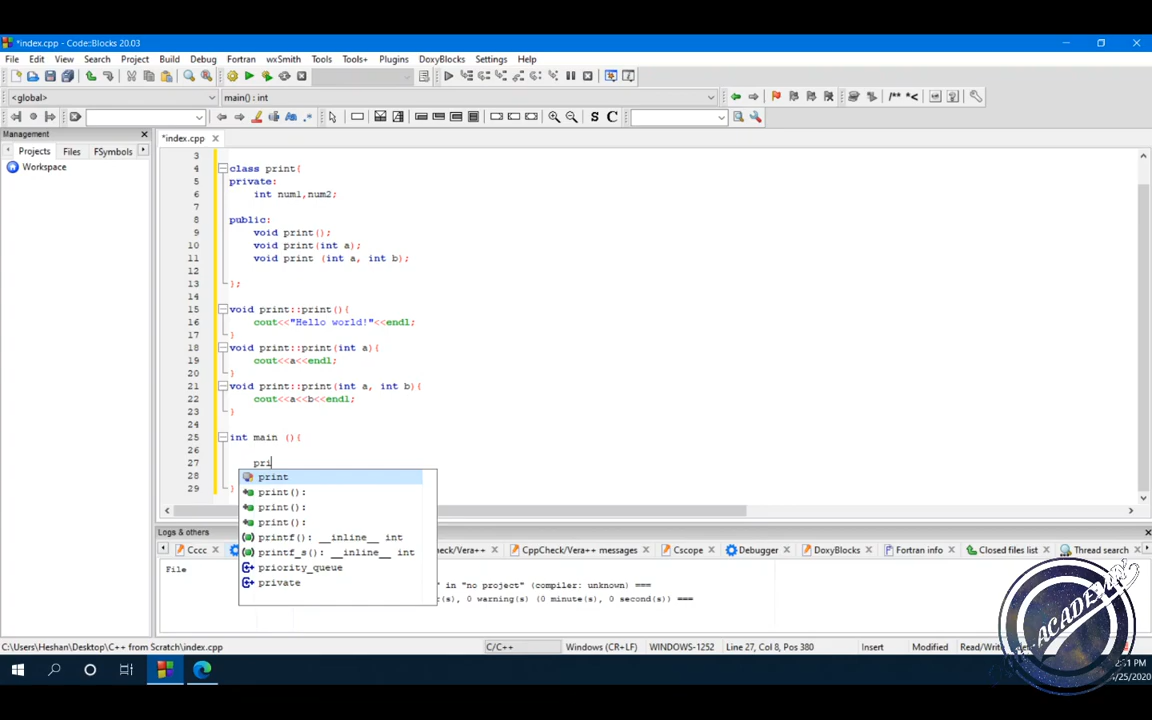 *index.cpp - Code::Blocks 20.03
File Edit View Search Project Build Debug Fortran wxSmith Tools Tools+ Plugins DoxyBlocks Settings Help
<global> main() : int
/** *<
S C
Management
*index.cpp
Projects Files FSymbols
Workspace
3
4 class print{
5 private:
6 int num1,num2;
7
8 public:
9 void print();
10 void print(int a);
11 void print (int a, int b);
12
13 };
14
15 void print::print(){
16 cout<<"Hello world!"<<endl;
17 }
18 void print::print(int a){
19 cout<<a<<endl;
20 }
21 void print::print(int a, int b){
22 cout<<a<<b<<endl;
23 }
24
25 int main (){
26
27 pri
28
29 }
print
print():
print():
print():
printf(): __inline__ int
printf_s(): __inline__ int
priority_queue
private
Logs & others
Cccc heck/Vera++ CppCheck/Vera++ messages Cscope Debugger DoxyBlocks Fortran info Closed files list Thread search
File
" in "no project" (compiler: unknown) ===
r(s), 0 warning(s) (0 minute(s), 0 second(s)) ===
C:\Users\Heshan\Desktop\C++ from Scratch\index.cpp C/C++ Windows (CR+LF) WINDOWS-1252 Line 27, Col 8, Pos 380 Insert Modified Read/Write
ACADEMY
:51 PM
/25/2020